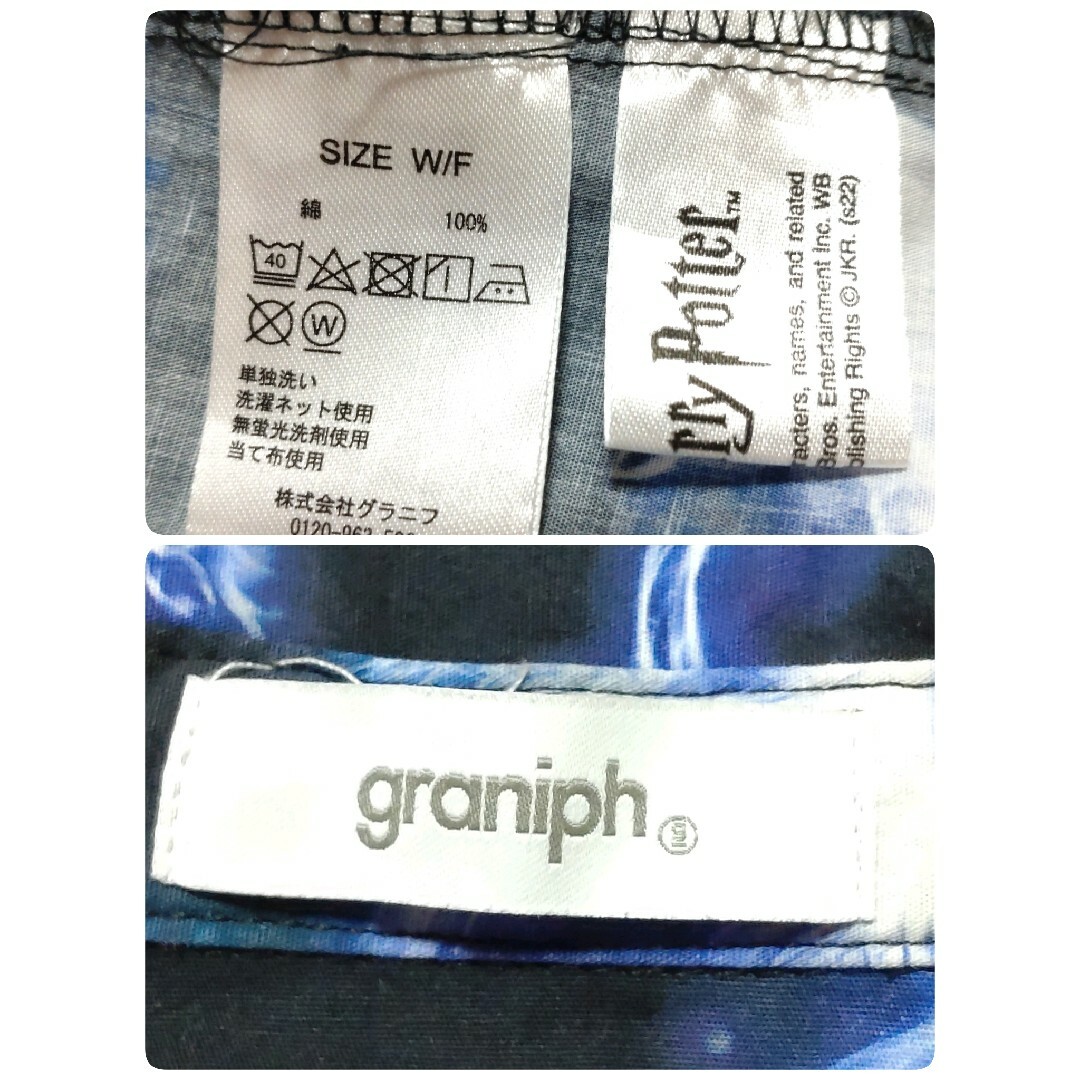 SIZE W/F
綿 100%
40
W
単独洗い
洗濯ネット使用
無蛍光洗剤使用
当て布使用
株式会社グラニフ
0120-963-
rry Potter™
racters, names, and related
Bros. Entertainment Inc. WB
blishing Rights © JKR. (s22)
graniph®